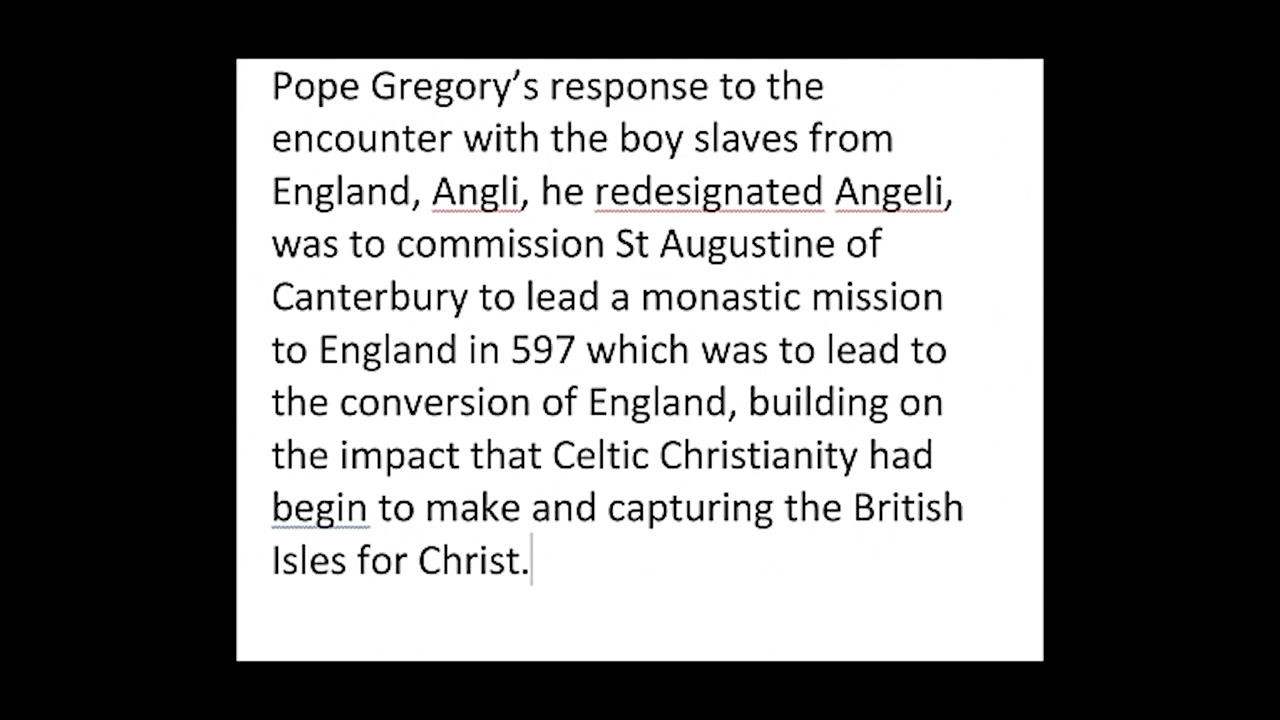 Pope Gregory’s response to the
encounter with the boy slaves from
England, Angli, he redesignated Angeli,
was to commission St Augustine of
Canterbury to lead a monastic mission
to England in 597 which was to lead to
the conversion of England, building on
the impact that Celtic Christianity had
begin to make and capturing the British
Isles for Christ.